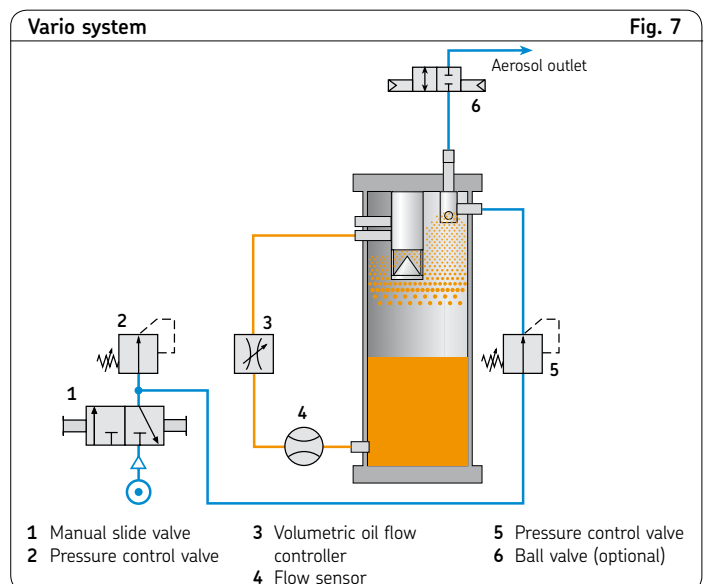 Vario system
Fig. 7
Aerosol outlet
6
2
3
5
1
4
1 Manual slide valve
2 Pressure control valve
3 Volumetric oil flow
controller
4 Flow sensor
5 Pressure control valve
6 Ball valve (optional)